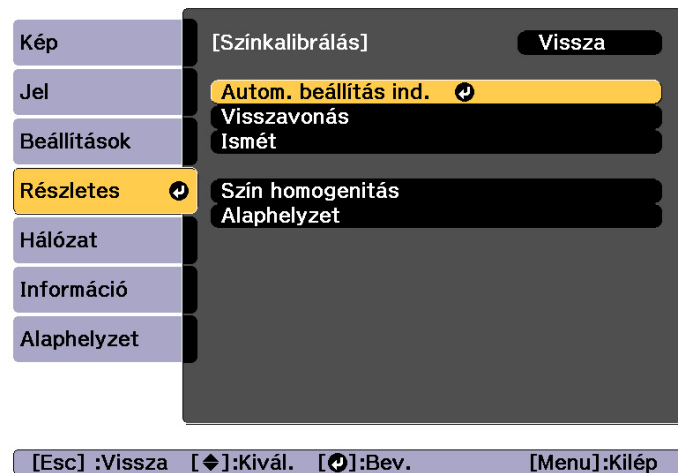 Kép
Jel
Beállítások
Részletes
Hálózat
Információ
Alaphelyzet
[Színkalibrálás] Vissza
Autom. beállítás ind.
Visszavonás
Ismét
Szín homogenitás
Alaphelyzet
[Esc] :Vissza [◆]:Kivál. [↲]:Bev. [Menu]:Kilép